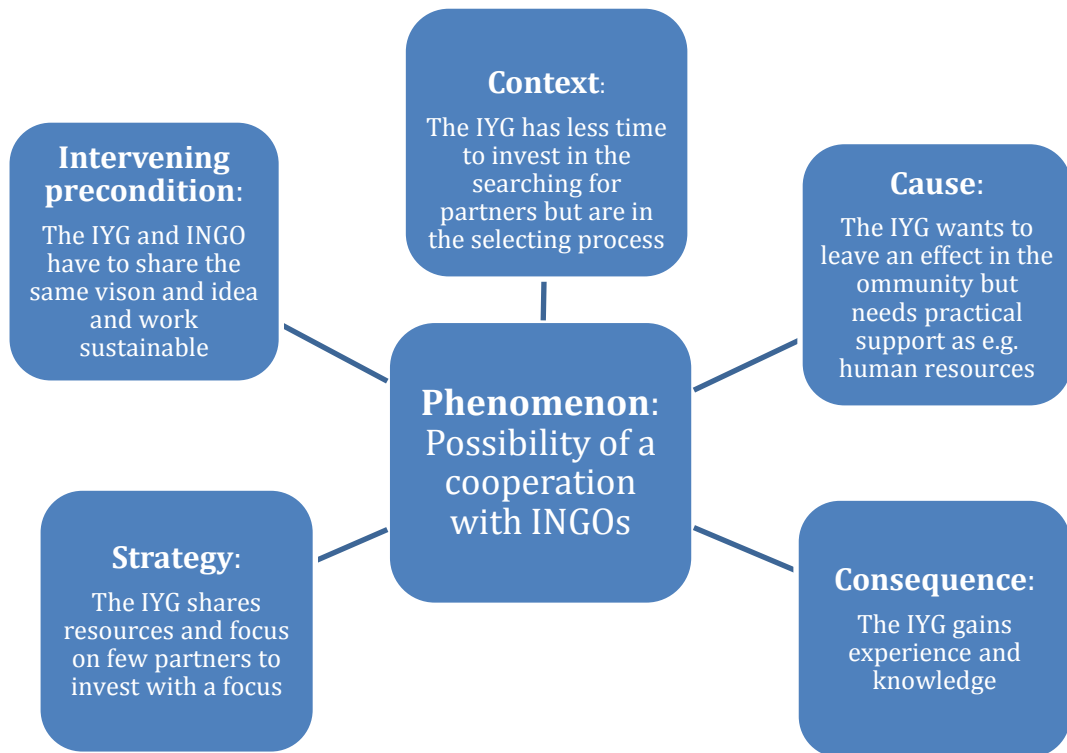 Context:
The IYG has less time
to invest in the
searching for
partners but are in
the selecting process
Intervening
precondition:
The IYG and INGO
have to share the
same vison and idea
and work
sustainable
Cause:
The IYG wants to
leave an effect in the
ommunity but
needs practical
support as e.g.
human resources
Phenomenon:
Possibility of a
cooperation
with INGOs
Strategy:
The IYG shares
resources and focus
on few partners to
invest with a focus
Consequence:
The IYG gains
experience and
knowledge